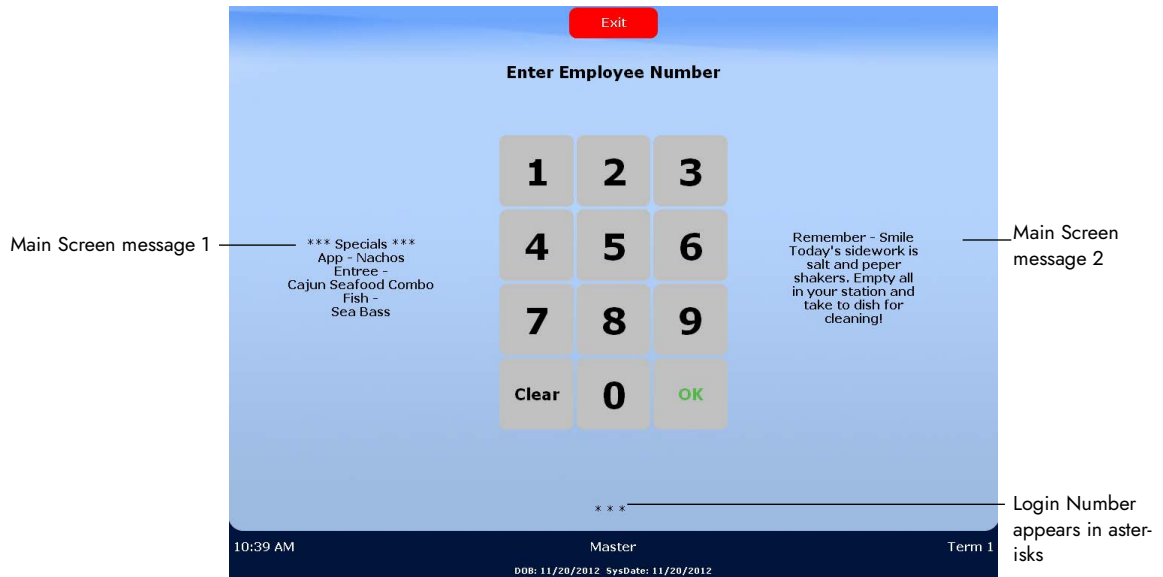 Exit
Enter Employee Number
1 2 3
4 5 6
7 8 9
Clear 0 OK
Main Screen message 1
*** Specials ***
App - Nachos
Entree -
Cajun Seafood Combo
Fish -
Sea Bass
Remember - Smile
Today's sidework is
salt and peper
shakers. Empty all
in your station and
take to dish for
cleaning!
Main Screen
message 2
* * *
Login Number
appears in aster-
isks
10:39 AM Master Term 1
DOB: 11/20/2012 SysDate: 11/20/2012